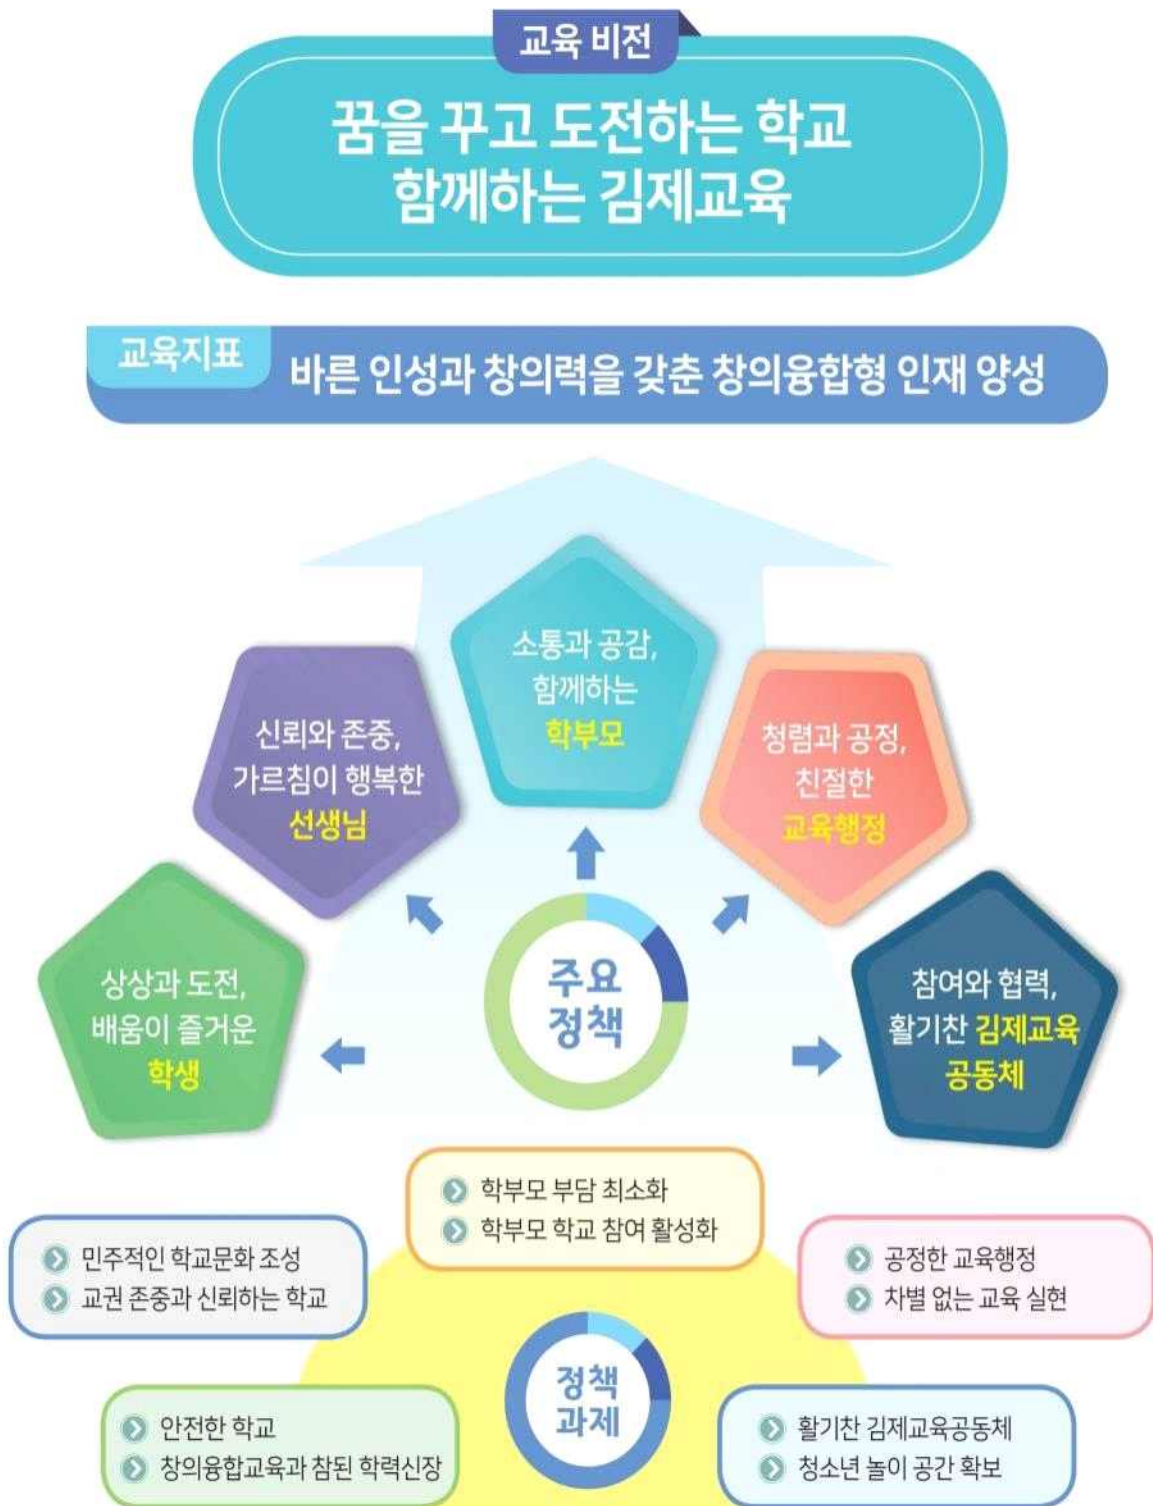 교육 비전
꿈을 꾸고 도전하는 학교
함께하는 김제교육
교육지표
바른 인성과 창의력을 갖춘 창의융합형 인재 양성
소통과 공감,
함께하는
학부모
신뢰와 존중,
가르침이 행복한
선생님
청렴과 공정,
친절한
교육행정
상상과 도전,
배움이 즐거운
학생
주요
정책
참여와 협력,
활기찬 김제교육
공동체
학부모 부담 최소화
학부모 학교 참여 활성화
민주적인 학교문화 조성
교권 존중과 신뢰하는 학교
공정한 교육행정
차별 없는 교육 실현
정책
과제
안전한 학교
창의융합교육과 참된 학력신장
활기찬 김제교육공동체
청소년 놀이 공간 확보